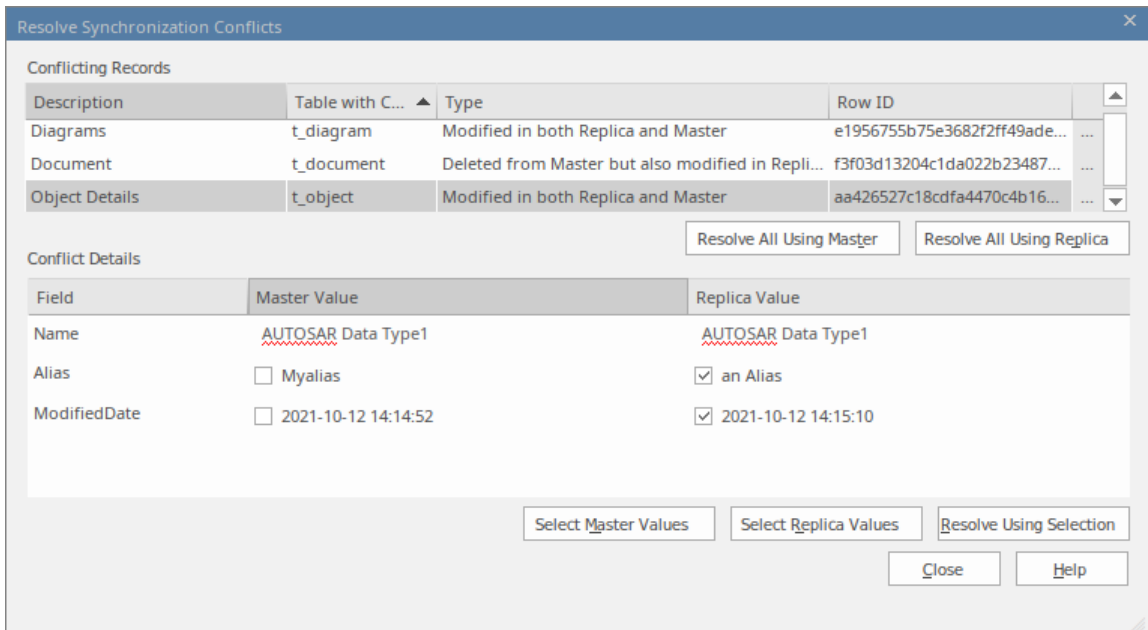 Resolve Synchronization Conflicts
Conflicting Records
Description Table with C... Type Row ID
Diagrams t_diagram Modified in both Replica and Master e1956755b75e3682f2ff49ade... ...
Document t_document Deleted from Master but also modified in Repli... f3f03d13204c1da022b23487... ...
Object Details t_object Modified in both Replica and Master aa426527c18cdfa4470c4b16... ...
Resolve All Using Master Resolve All Using Replica
Conflict Details
Field Master Value Replica Value
Name AUTOSAR Data Type1 AUTOSAR Data Type1
Alias Myalias an Alias
ModifiedDate 2021-10-12 14:14:52 2021-10-12 14:15:10
Select Master Values Select Replica Values Resolve Using Selection
Close Help